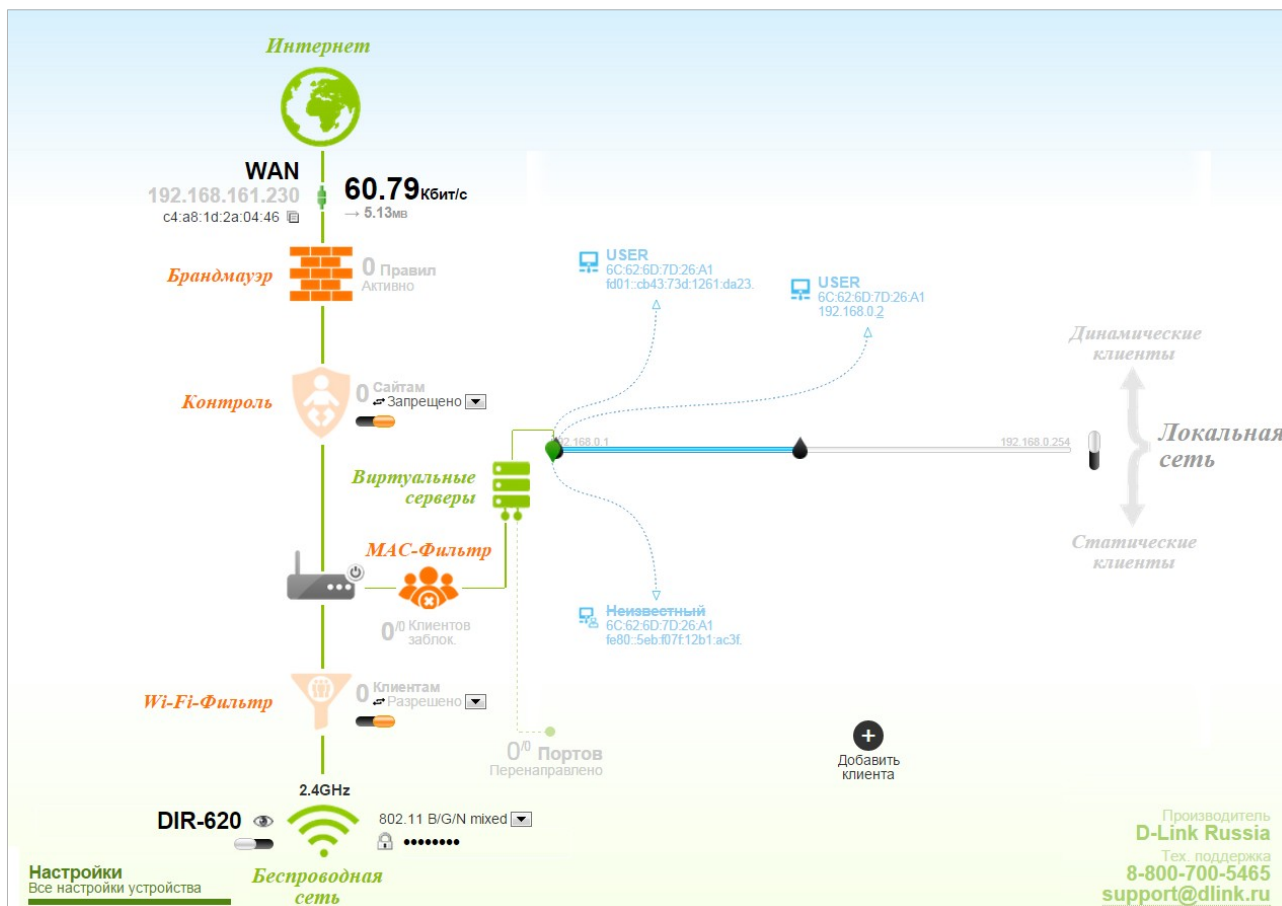 Интернет
WAN
192.168.161.230
c4:a8:1d:2a:04:46
60.79Кбит/с
→ 5.13мв
Брандмауэр
0 Правил
Активно
USER
6C:62:6D:7D:26:A1
fd01::cb43:73d:1261:da23.
USER
6C:62:6D:7D:26:A1
192.168.0.2
Динамические
клиенты
Контроль
0 Сайтам
Запрещено
192.168.0.254
Локальная
сеть
Виртуальные
серверы
Статические
клиенты
MAC-Фильтр
0/0 Клиентов
заблок.
Неизвестный
6C:62:6D:7D:26:A1
fe80::5eb:f07f:12b1:ac3f.
Wi-Fi-Фильтр
0 Клиентам
Разрешено
0/0 Портов
Перенаправлено
Добавить
клиента
2.4GHz
DIR-620
802.11 B/G/N mixed
••••••••
Беспроводная
сеть
Настройки
Все настройки устройства
Производитель
D-Link Russia
Тех. поддержка
8-800-700-5465
support@dlink.ru